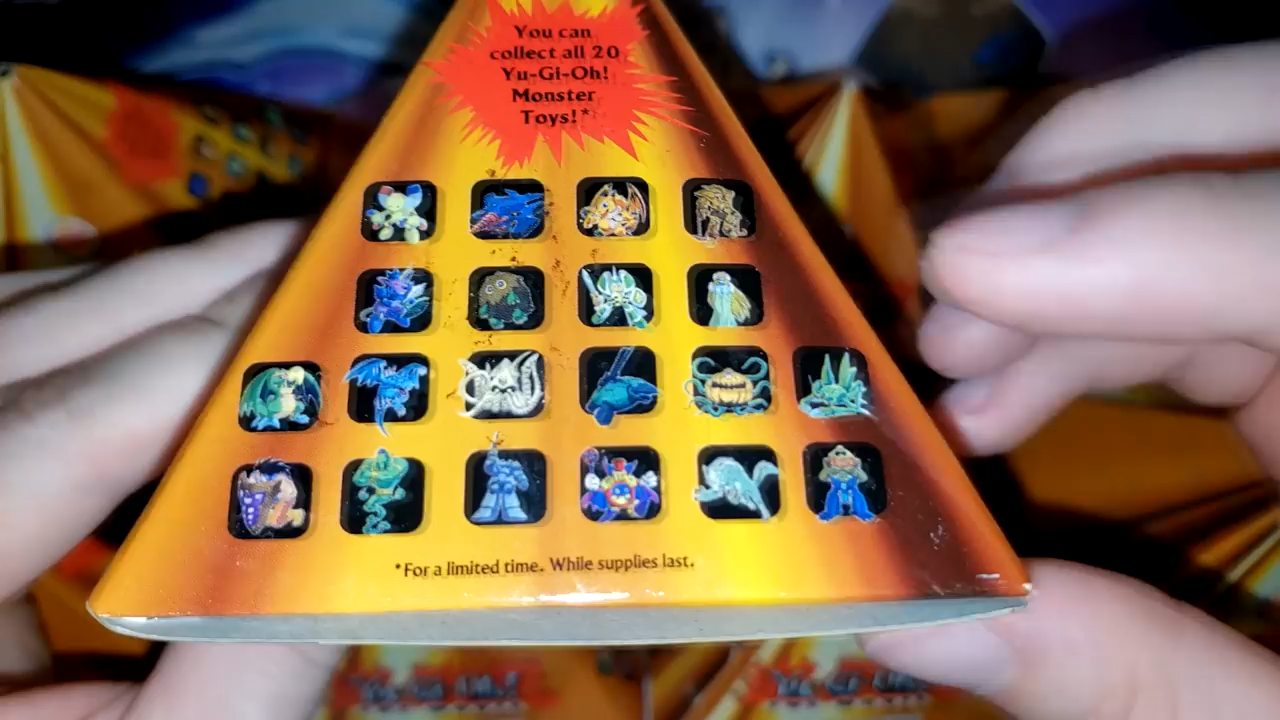 You can
collect all 20
Yu-Gi-Oh!
Monster
Toys!*
*For a limited time. While supplies last.